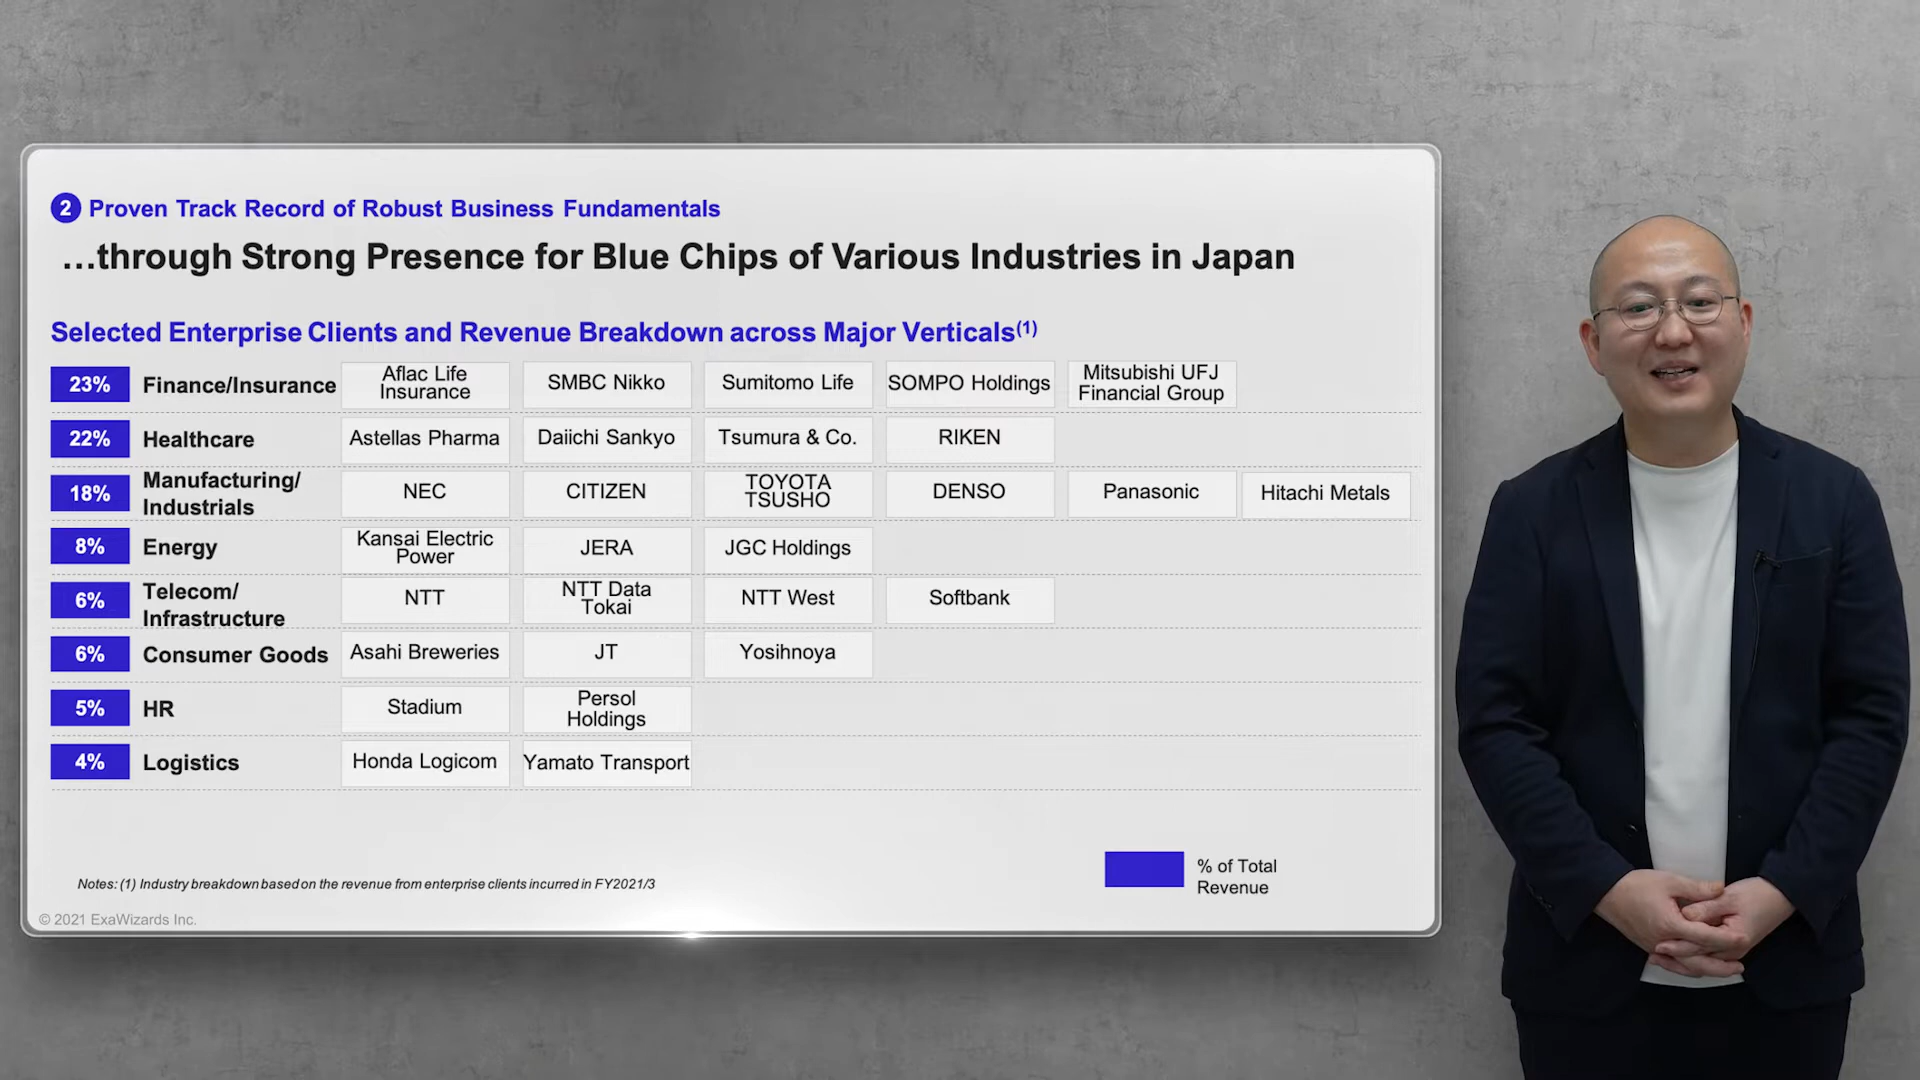 2 Proven Track Record of Robust Business Fundamentals
...through Strong Presence for Blue Chips of Various Industries in Japan
Selected Enterprise Clients and Revenue Breakdown across Major Verticals(1)
23% Finance/Insurance Aflac Life Insurance SMBC Nikko Sumitomo Life SOMPO Holdings Mitsubishi UFJ Financial Group
22% Healthcare Astellas Pharma Daiichi Sankyo Tsumura & Co. RIKEN
18% Manufacturing/ Industrials NEC CITIZEN TOYOTA TSUSHO DENSO Panasonic Hitachi Metals
8% Energy Kansai Electric Power JERA JGC Holdings
6% Telecom/ Infrastructure NTT NTT Data Tokai NTT West Softbank
6% Consumer Goods Asahi Breweries JT Yosihnoya
5% HR Stadium Persol Holdings
4% Logistics Honda Logicom Yamato Transport
% of Total
Revenue
Notes: (1) Industry breakdown based on the revenue from enterprise clients incurred in FY2021/3
© 2021 ExaWizards Inc.